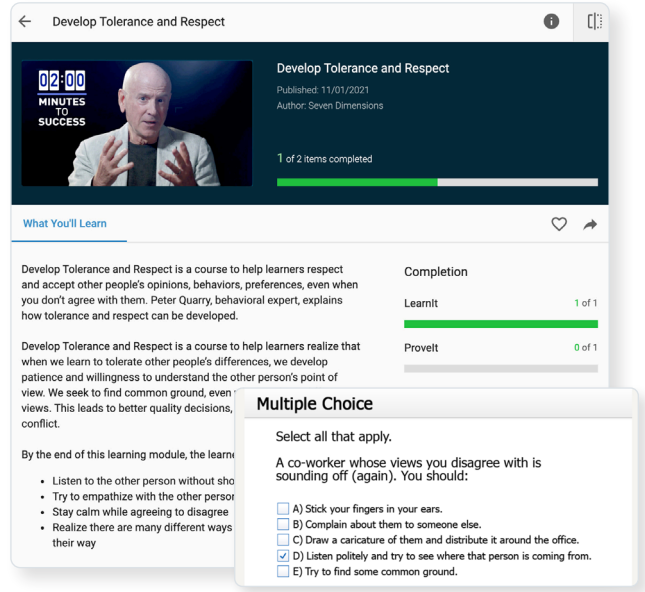 Develop Tolerance and Respect
02:00
MINUTES
TO
SUCCESS
Develop Tolerance and Respect
Published: 11/01/2021
Author: Seven Dimensions
1 of 2 items completed
What You'll Learn
Develop Tolerance and Respect is a course to help learners respect
and accept other people's opinions, behaviors, preferences, even when
you don't agree with them. Peter Quarry, behavioral expert, explains
how tolerance and respect can be developed.
Develop Tolerance and Respect is a course to help learners realize that
when we learn to tolerate other people's differences, we develop
patience and willingness to understand the other person's point of
view. We seek to find common ground, even
views. This leads to better quality decisions,
conflict.
By the end of this learning module, the learne
• Listen to the other person without sho
• Try to empathize with the other person
• Stay calm while agreeing to disagree
• Realize there are many different ways
their way
Completion
LearnIt 1 of 1
ProveIt 0 of 1
Multiple Choice
Select all that apply.
A co-worker whose views you disagree with is
sounding off (again). You should:
A) Stick your fingers in your ears.
B) Complain about them to someone else.
C) Draw a caricature of them and distribute it around the office.
D) Listen politely and try to see where that person is coming from.
E) Try to find some common ground.